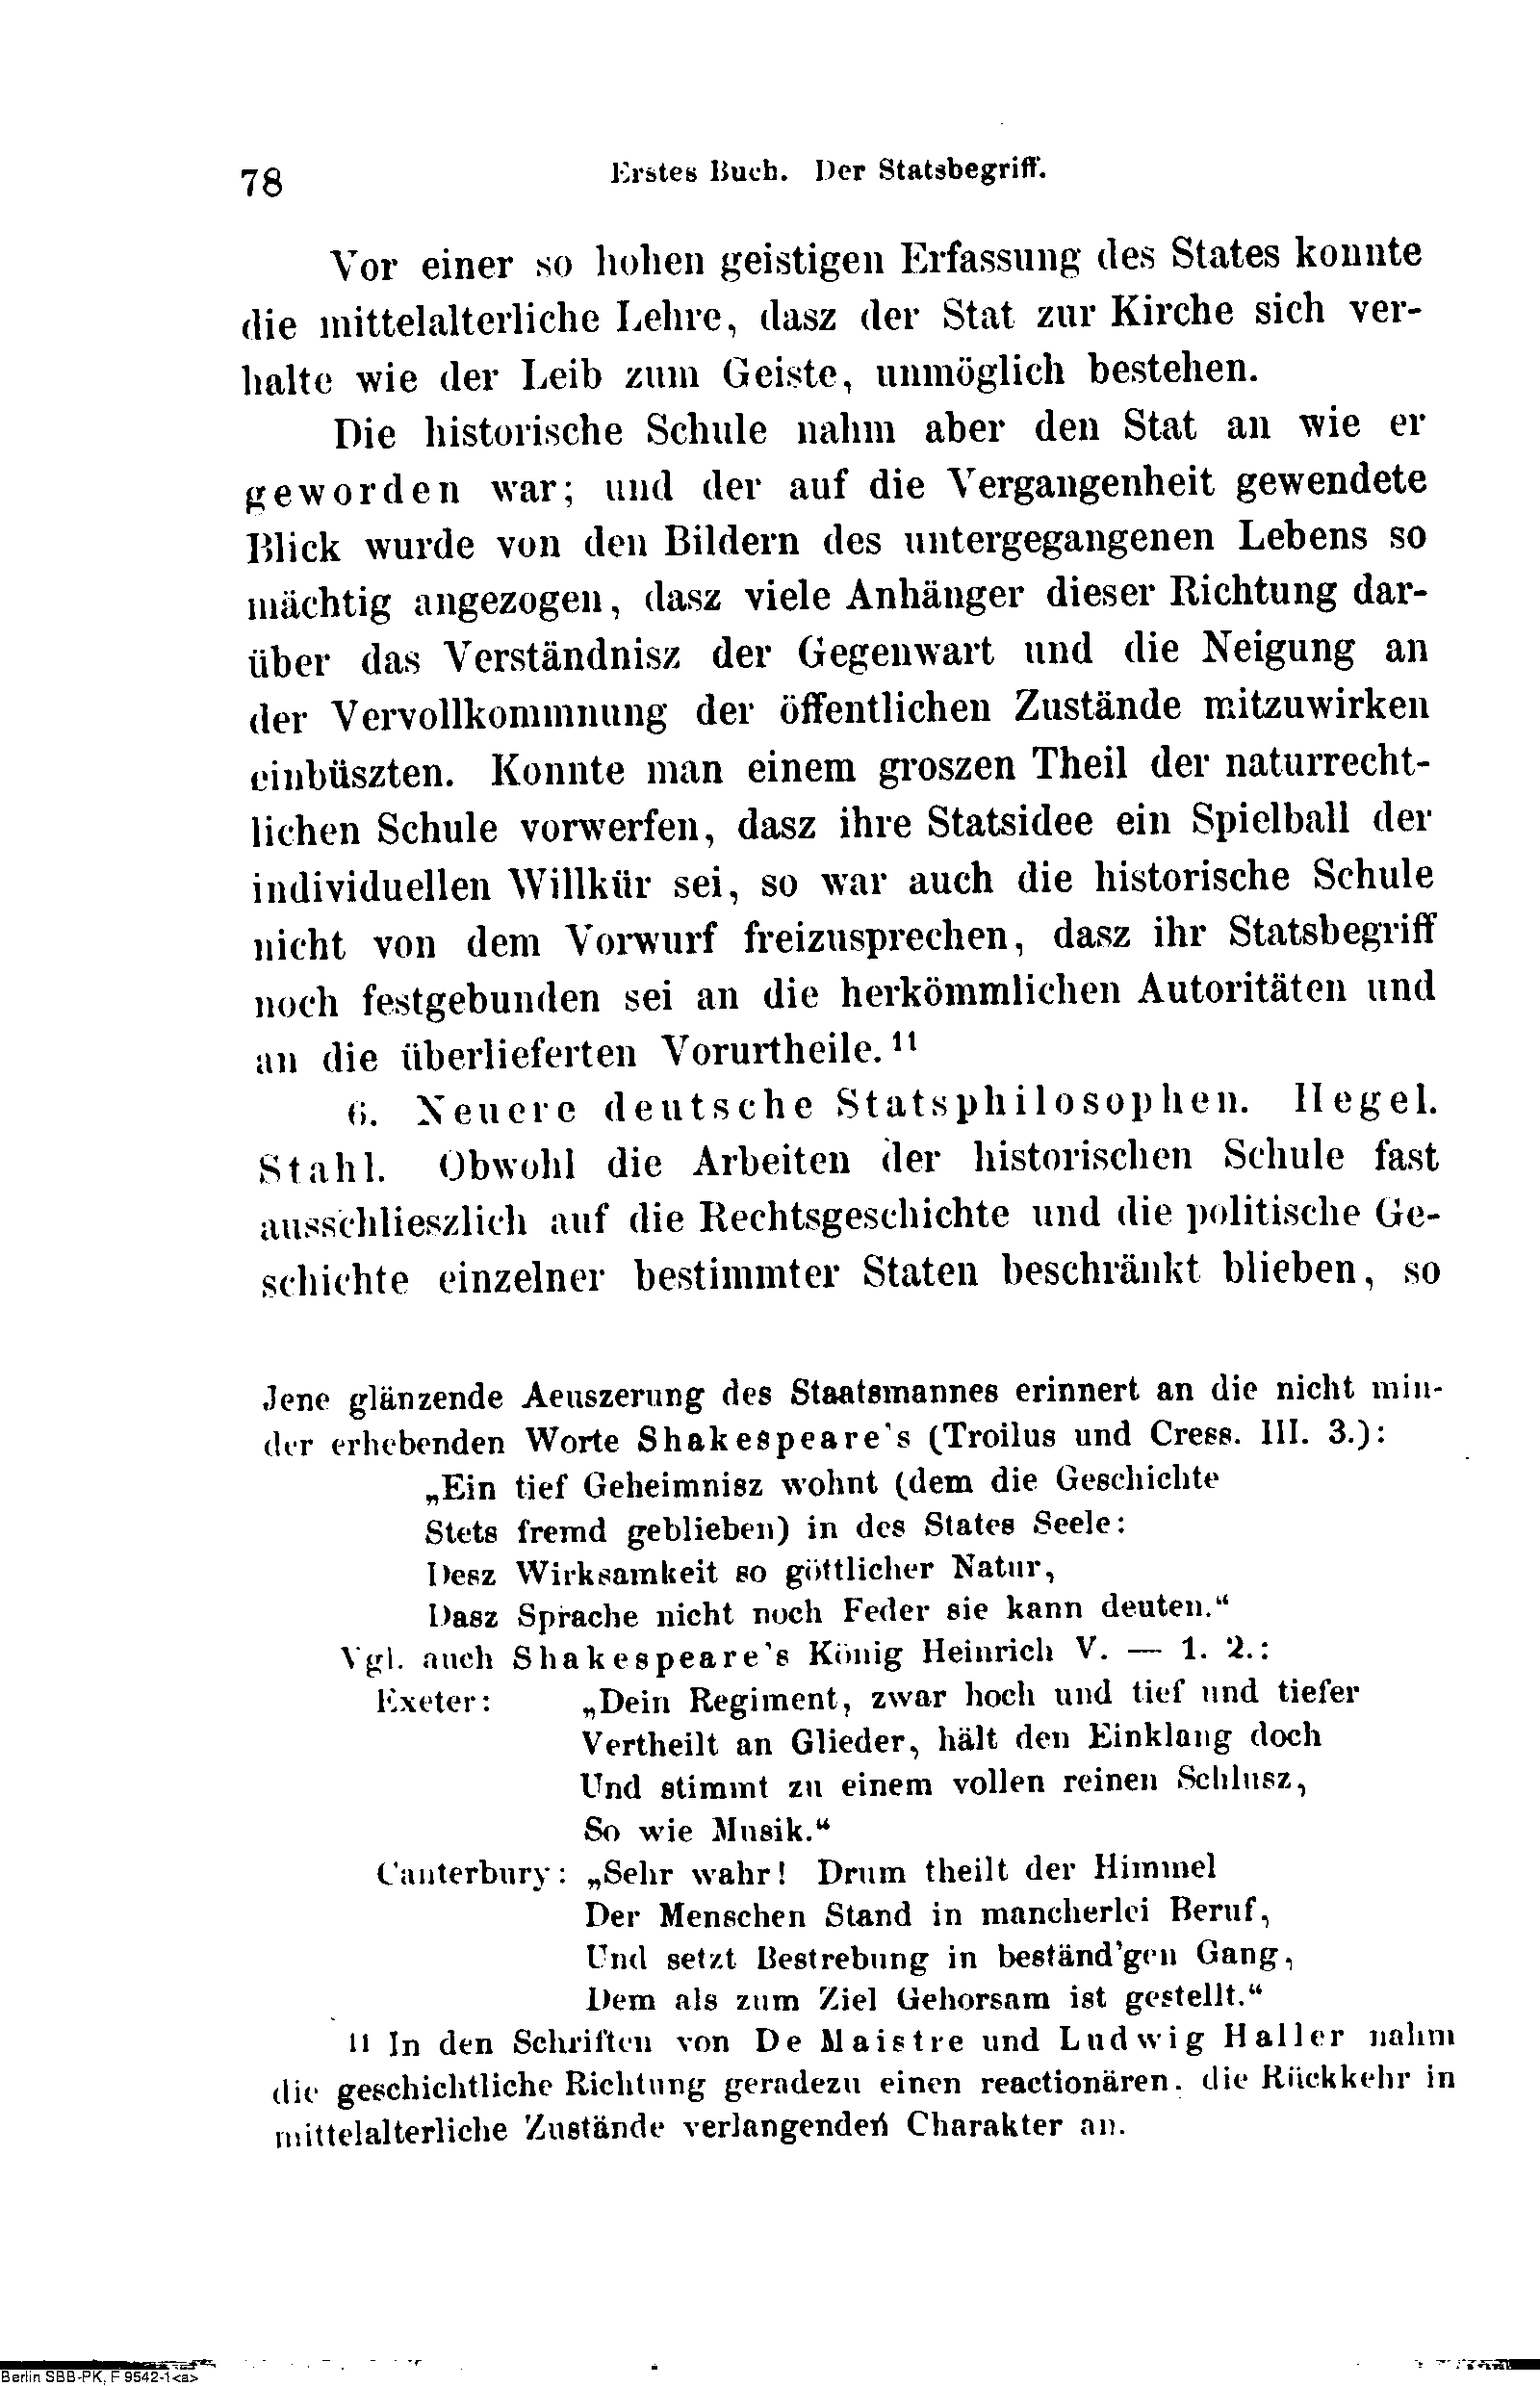 78 Erstes Buch. Der Statsbegriff.
Vor einer so hohen geistigen Erfassung des States konnte
die mittelalterliche Lehre, dasz der Stat zur Kirche sich ver-
halte wie der Leib zum Geiste, unmöglich bestehen.
Die historische Schule nahm aber den Stat an wie er
geworden war; und der auf die Vergangenheit gewendete
Blick wurde von den Bildern des untergegangenen Lebens so
mächtig angezogen, dasz viele Anhänger dieser Richtung dar-
über das Verständnisz der Gegenwart und die Neigung an
der Vervollkommnung der öffentlichen Zustände mitzuwirken
einbüszten. Konnte man einem groszen Theil der naturrecht-
lichen Schule vorwerfen, dasz ihre Statsidee ein Spielball der
individuellen Willkür sei, so war auch die historische Schule
nicht von dem Vorwurf freizusprechen, dasz ihr Statsbegriff
noch festgebunden sei an die herkömmlichen Autoritäten und
an die überlieferten Vorurtheile. 11
6. Neuere deutsche Statsphilosophen. Hegel.
Stahl. Obwohl die Arbeiten der historischen Schule fast
ausschlieszlich auf die Rechtsgeschichte und die politische Ge-
schichte einzelner bestimmter Staten beschränkt blieben, so
Jene glänzende Aeuszerung des Staatsmannes erinnert an die nicht min-
der erhebenden Worte Shakespeare's (Troilus und Cress. III. 3.):
„Ein tief Geheimnisz wohnt (dem die Geschichte
Stets fremd geblieben) in des States Seele:
Desz Wirksamkeit so göttlicher Natur,
Dasz Sprache nicht noch Feder sie kann deuten.“
Vgl. auch Shakespeare's König Heinrich V. — 1. 2.:
Exeter: „Dein Regiment, zwar hoch und tief und tiefer
Vertheilt an Glieder, hält den Einklang doch
Und stimmt zu einem vollen reinen Schlusz,
So wie Musik.“
Canterbury: „Sehr wahr! Drum theilt der Himmel
Der Menschen Stand in mancherlei Beruf,
Und setzt Bestrebung in beständ'gen Gang,
Dem als zum Ziel Gehorsam ist gestellt.“
11 In den Schriften von De Maistre und Ludwig Haller nahm
die geschichtliche Richtung geradezu einen reactionären, die Rückkehr in
mittelalterliche Zustände verlangenden Charakter an.
Berlin SBB-PK, F 9542-1<a>